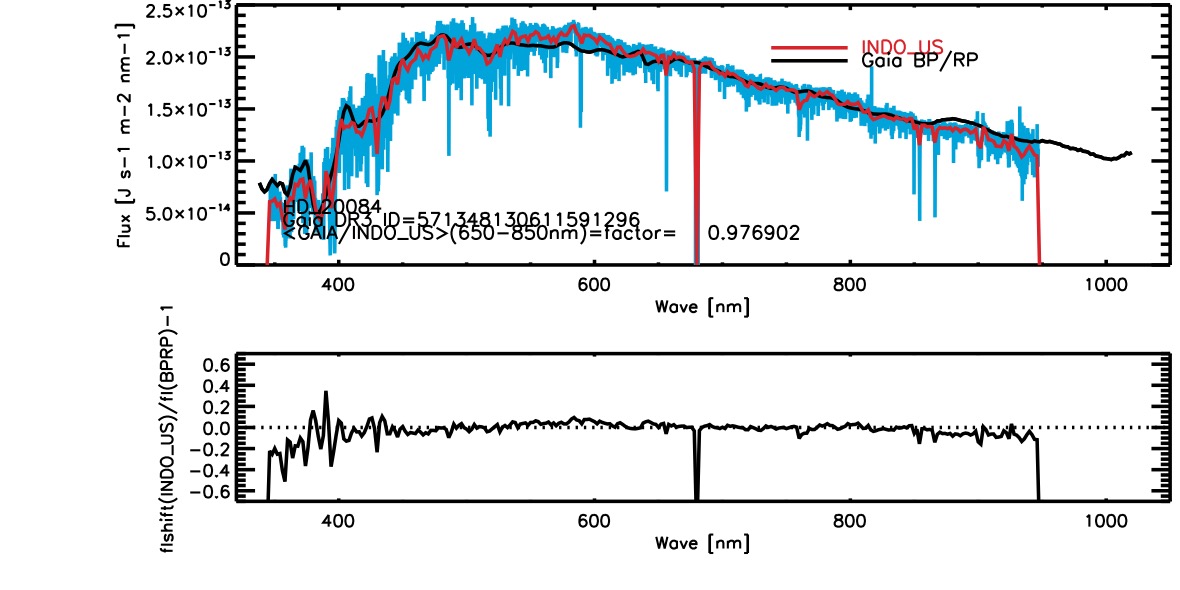 2.5×10⁻¹³
2.0×10⁻¹³
1.5×10⁻¹³
1.0×10⁻¹³
5.0×10⁻¹⁴
0
Flux [J s-1 m-2 nm-1]
INDO_US
Gaia BP/RP
HD_20084
Gaia DR3 ID=571348130611591296
<GAIA/INDO_US>(650-850nm)=factor= 0.976902
400 600 800 1000
Wave [nm]
flshift(INDO_US)/fl(BPRP)-1
0.6
0.4
0.2
0.0
-0.2
-0.4
-0.6
400 600 800 1000
Wave [nm]